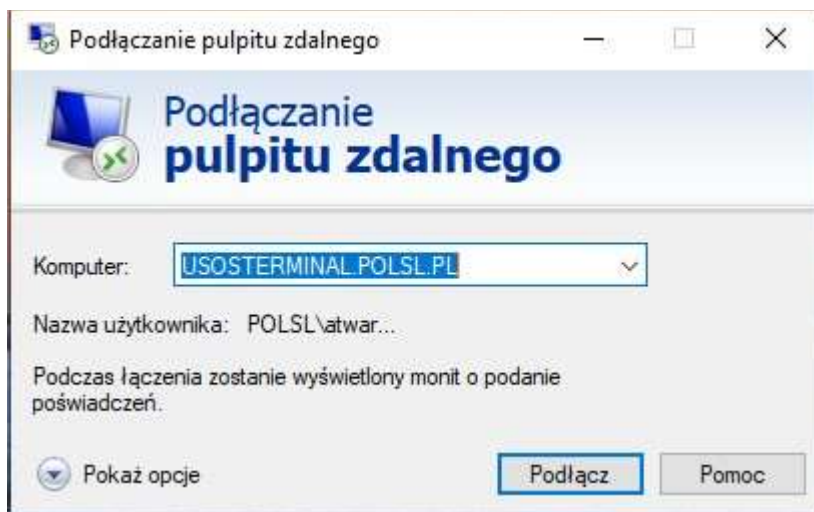 Podłączanie pulpitu zdalnego
Podłączanie
pulpitu zdalnego
Komputer: USOSTERMINAL.POLSL.PL
Nazwa użytkownika: POLSL\atwar...
Podczas łączenia zostanie wyświetlony monit o podanie
poświadczeń.
Pokaż opcje Podłącz Pomoc